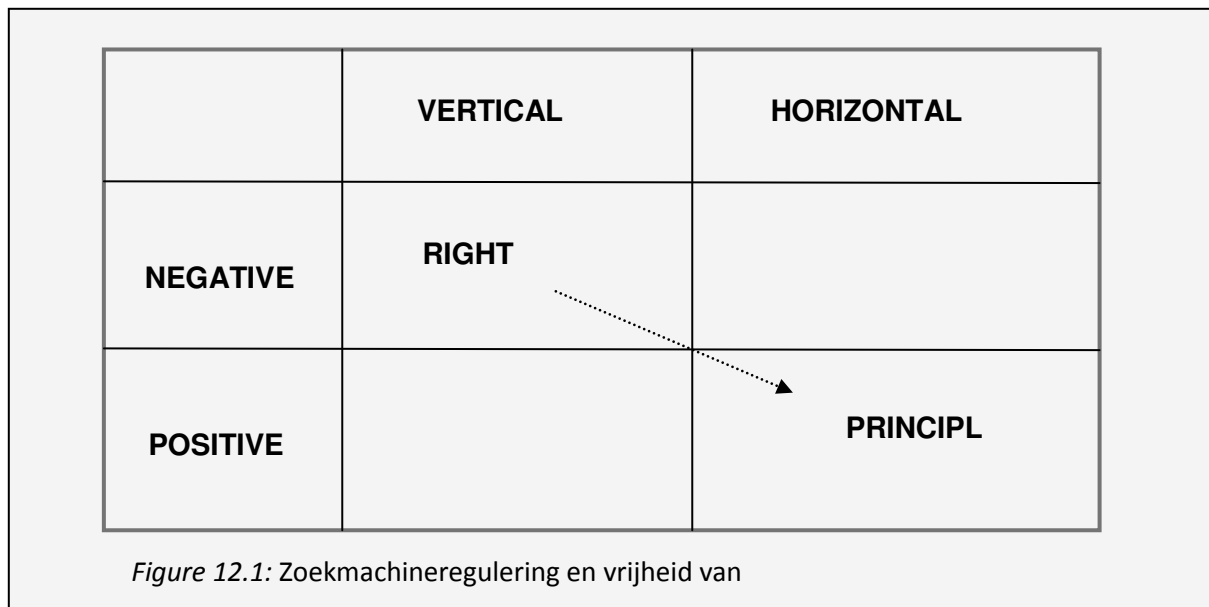 VERTICAL HORIZONTAL
NEGATIVE RIGHT
POSITIVE PRINCIPL
Figure 12.1: Zoekmachineregulering en vrijheid van